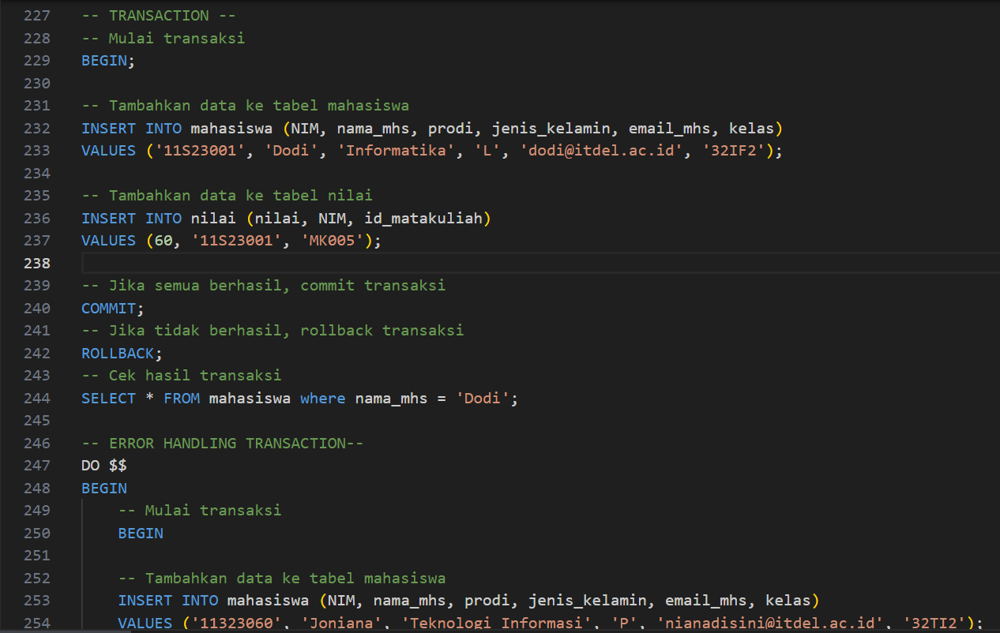 227 -- TRANSACTION --
228 -- Mulai transaksi
229 BEGIN;
230
231 -- Tambahkan data ke tabel mahasiswa
232 INSERT INTO mahasiswa (NIM, nama_mhs, prodi, jenis_kelamin, email_mhs, kelas)
233 VALUES ('11S23001', 'Dodi', 'Informatika', 'L', 'dodi@itdel.ac.id', '32IF2');
234
235 -- Tambahkan data ke tabel nilai
236 INSERT INTO nilai (nilai, NIM, id_matakuliah)
237 VALUES (60, '11S23001', 'MK005');
238
239 -- Jika semua berhasil, commit transaksi
240 COMMIT;
241 -- Jika tidak berhasil, rollback transaksi
242 ROLLBACK;
243 -- Cek hasil transaksi
244 SELECT * FROM mahasiswa where nama_mhs = 'Dodi';
245
246 -- ERROR HANDLING TRANSACTION--
247 DO $$
248 BEGIN
249     -- Mulai transaksi
250     BEGIN
251
252     -- Tambahkan data ke tabel mahasiswa
253     INSERT INTO mahasiswa (NIM, nama_mhs, prodi, jenis_kelamin, email_mhs, kelas)
254     VALUES ('11323060', 'Joniana', 'Teknologi Informasi', 'P', 'nianadisini@itdel.ac.id', '32TI2');